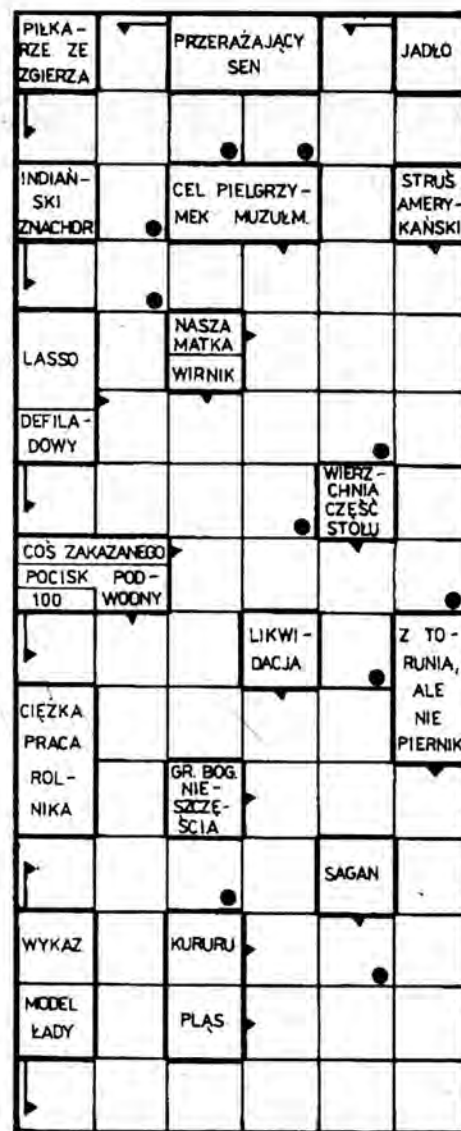 PIŁKA-
RZE ZE
ZGIERZA
PRZERAŻAJĄCY
SEN
JADŁO
INDIAŃ-
SKI
ZNACHOR
CEL PIELGRZY-
MEK MUZUŁM.
STRUŚ
AMERY-
KAŃSKI
LASSO
NASZA
MATKA
WIRNIK
DEFILA-
DOWY
WIERZ-
CHNIA
CZĘŚĆ
STOŁU
COŚ ZAKAZANEGO
POCISK POD-
100 WODNY
LIKWI-
DACJA
Z TO-
RUNIA,
ALE
NIE
PIERNIK
CIĘŻKA
PRACA
ROL-
NIKA
GR. BOG.
NIE-
SZCZĘ-
ŚCIA
SAGAN
WYKAZ
KURURU
MODEL
ŁADY
PLĄS